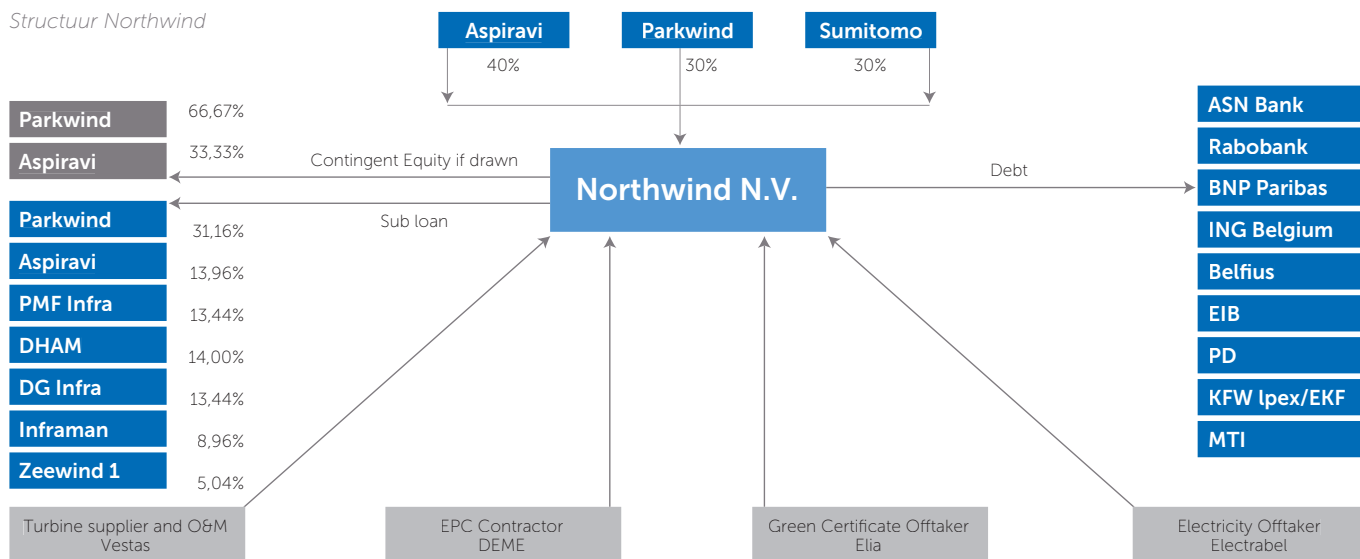 Structuur Northwind
Aspiravi
Parkwind
Sumitomo
40%
30%
30%
Parkwind
66,67%
Aspiravi
33,33%
Contingent Equity if drawn
Sub loan
Northwind N.V.
Debt
Parkwind
31,16%
Aspiravi
13,96%
PMF Infra
13,44%
DHAM
14,00%
DG Infra
13,44%
Inframan
8,96%
Zeewind 1
5,04%
ASN Bank
Rabobank
BNP Paribas
ING Belgium
Belfius
EIB
PD
KFW lpex/EKF
MTI
Turbine supplier and O&M
Vestas
EPC Contractor
DEME
Green Certificate Offtaker
Elia
Electricity Offtaker
Electrabel